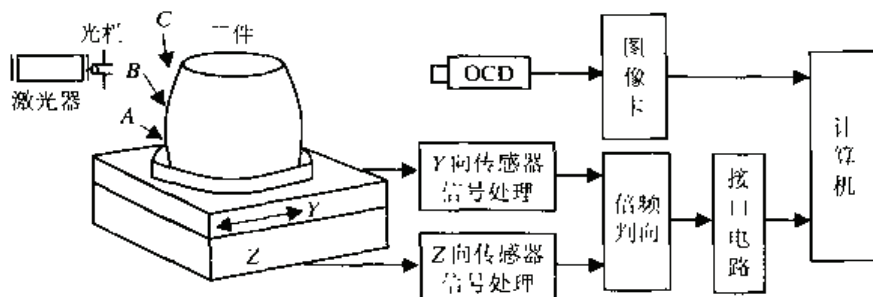 光栏
C
工件
激光器
B
A
OCD
图像卡
计算机
Y向传感器
信号处理
倍频
判向
接口电路
Y
Z
Z向传感器
信号处理